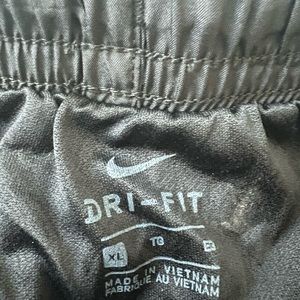 DRI-FIT
XL TG
MADE IN VIETNAM
FABRIQUÉ AU VIETNAM